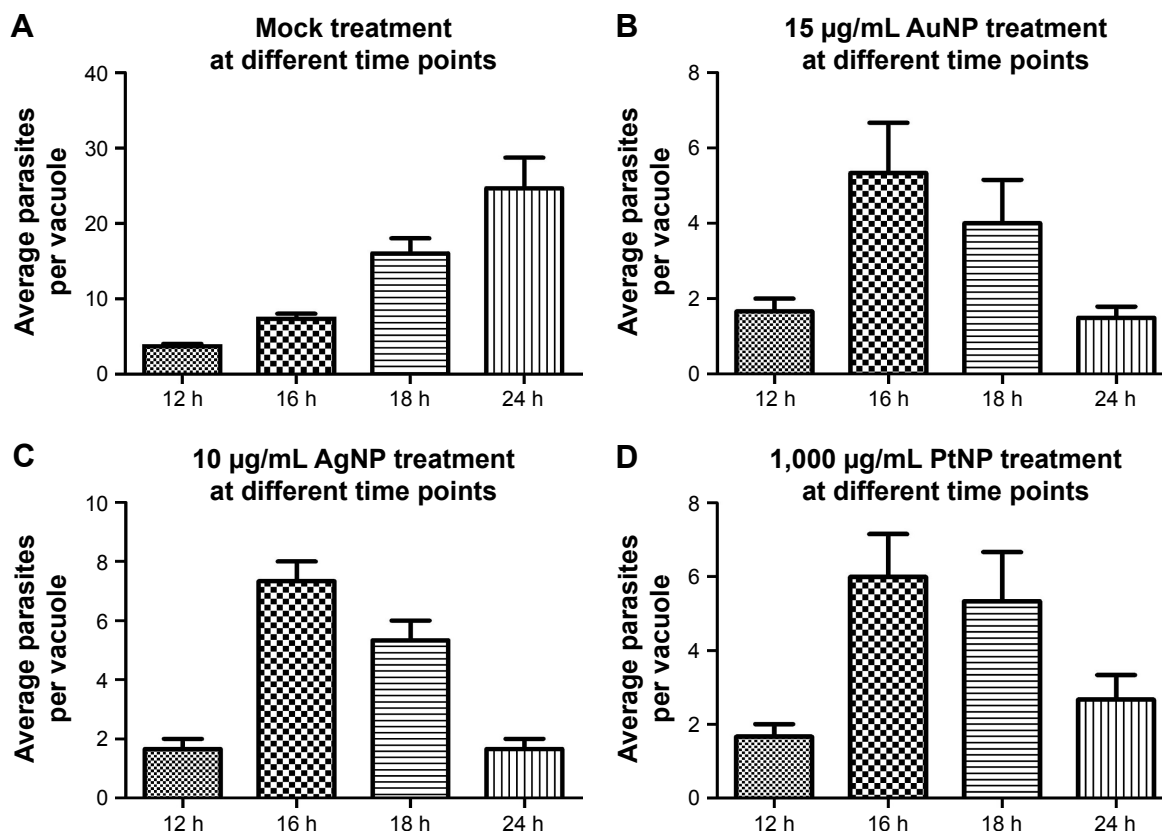 A
Mock treatment
at different time points
Average parasites
per vacuole
40
30
20
10
0
12 h
16 h
18 h
24 h
B
15 µg/mL AuNP treatment
at different time points
Average parasites
per vacuole
8
6
4
2
0
12 h
16 h
18 h
24 h
C
10 µg/mL AgNP treatment
at different time points
Average parasites
per vacuole
10
8
6
4
2
0
12 h
16 h
18 h
24 h
D
1,000 µg/mL PtNP treatment
at different time points
Average parasites
per vacuole
8
6
4
2
0
12 h
16 h
18 h
24 h